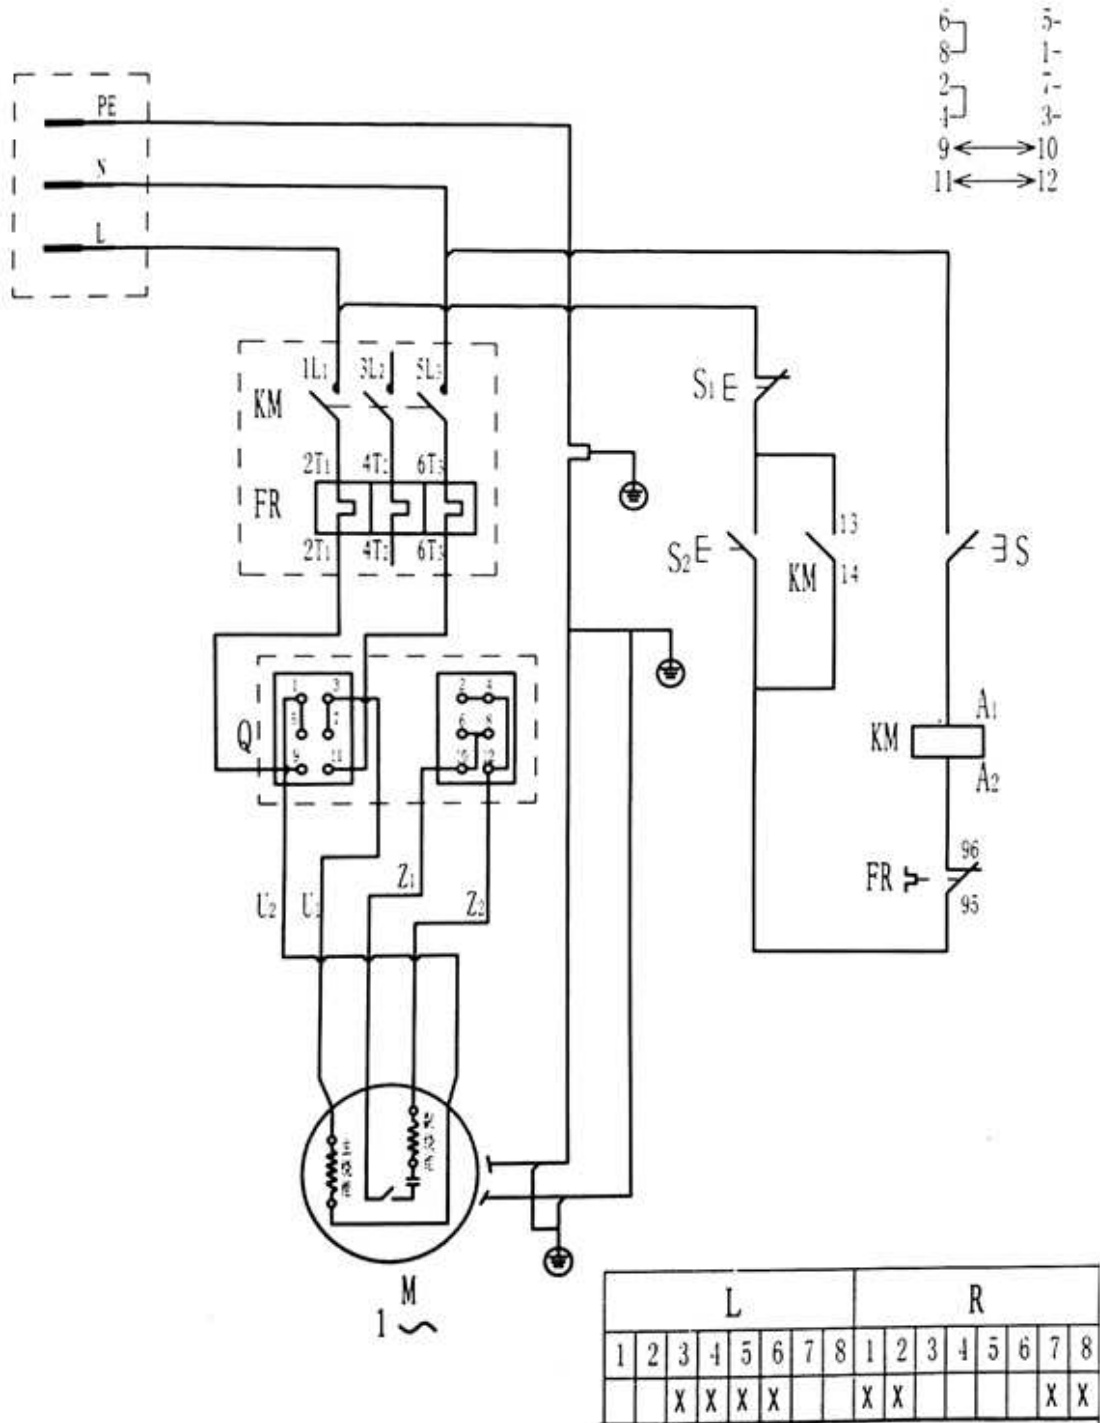 6 5-
8 1-
2 7-
4 3-
9 10
11 12
PE
N
L
1L1 3L2 5L3
KM
2T1 4T2 6T3
FR
2T1 4T2 6T3
S1
S2
13
KM 14
S
A1
KM
A2
96
FR
95
Q
1 3
9 11
2 4
6 8
10 12
U2 U1 Z1 Z2
M
1
L R
1 2 3 4 5 6 7 8 1 2 3 4 5 6 7 8
X X X X X X X X